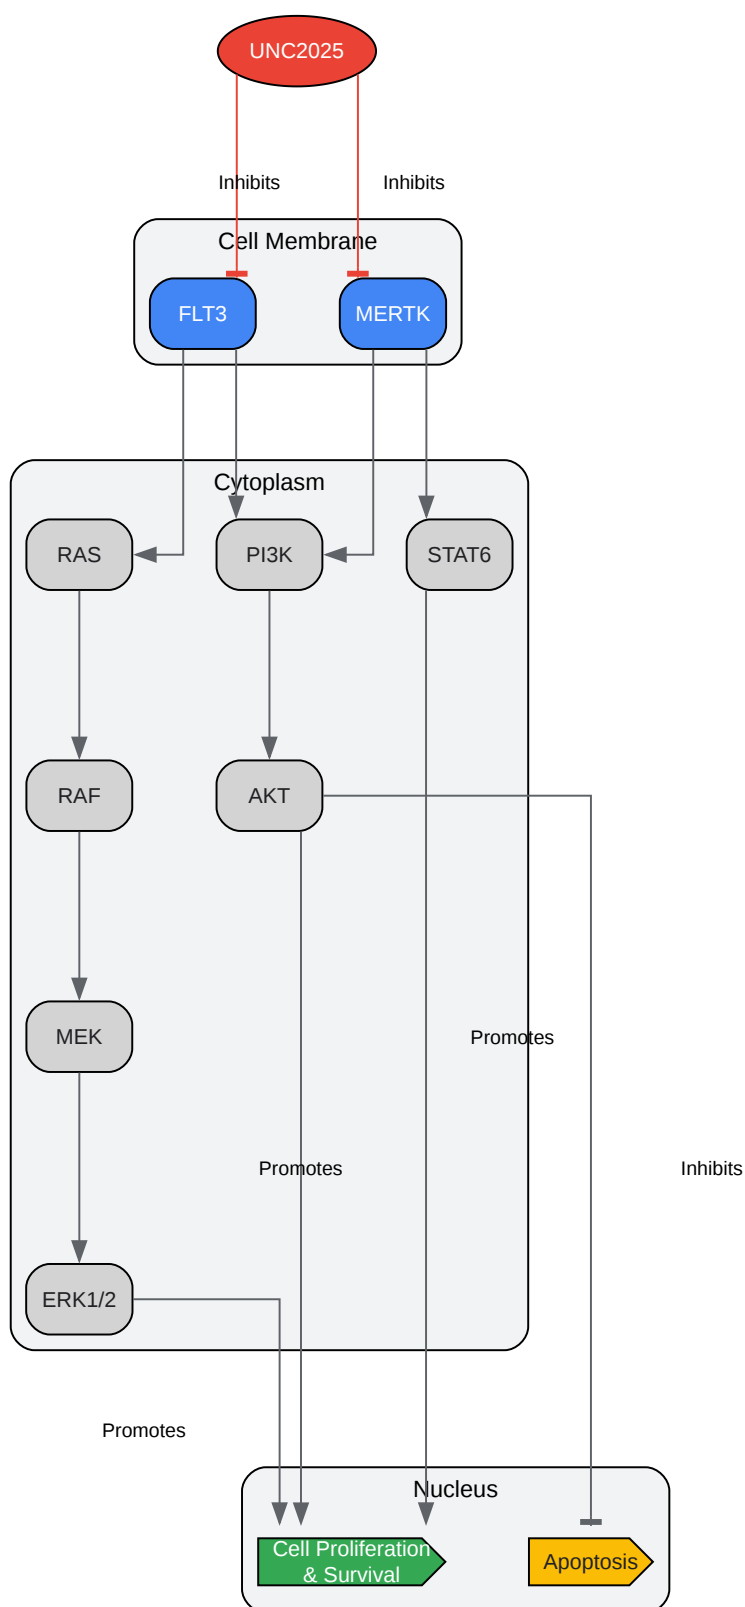 UNC2025
Inhibits
Inhibits
Cell Membrane
FLT3
MERTK
Cytoplasm
RAS
PI3K
STAT6
RAF
AKT
MEK
Promotes
Promotes
Inhibits
ERK1/2
Promotes
Nucleus
Cell Proliferation
& Survival
Apoptosis